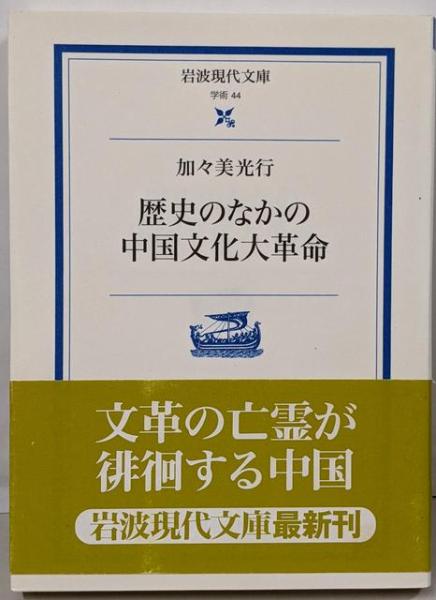 岩波現代文庫
学術 44
加々美光行
歴史のなかの
中国文化大革命
文革の亡霊が
徘徊する中国
岩波現代文庫最新刊